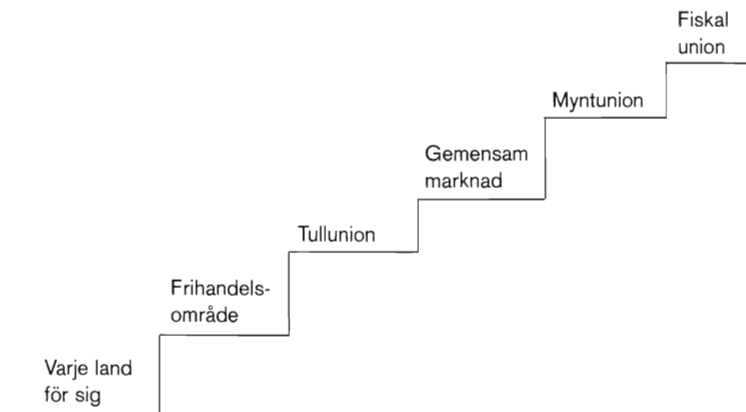 Fiskal
union
Myntunion
Gemensam
marknad
Tullunion
Frihandels-
område
Varje land
för sig